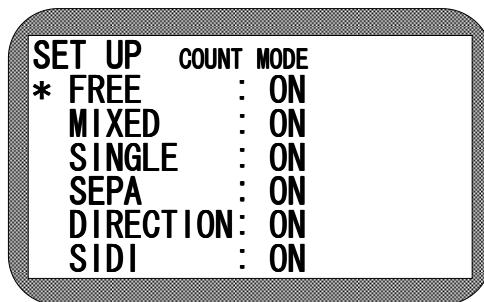 SET UP COUNT MODE
* FREE : ON
MIXED : ON
SINGLE : ON
SEPA : ON
DIRECTION: ON
SIDI : ON